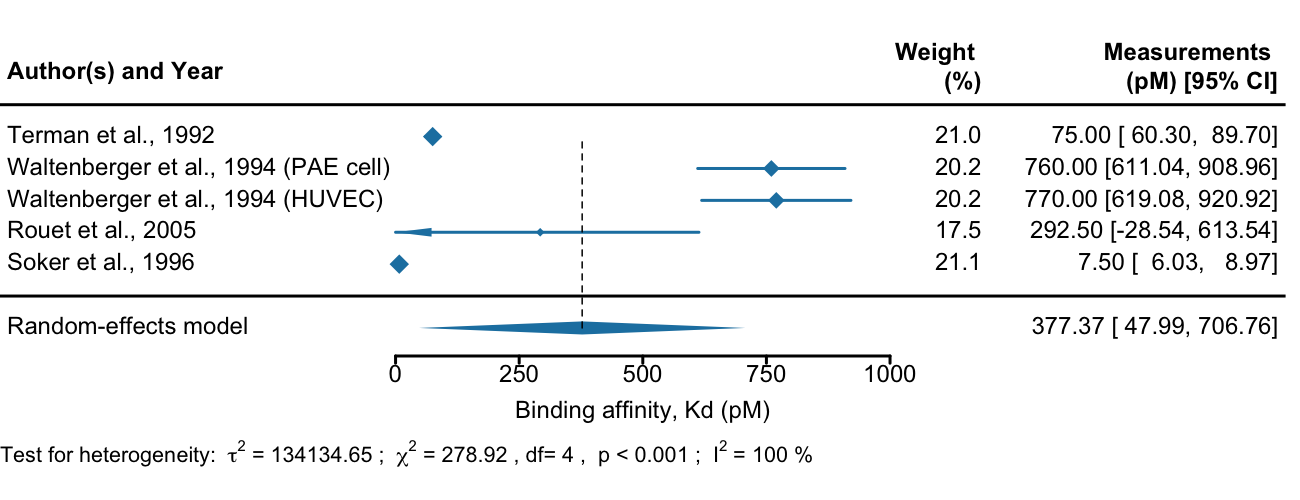 Author(s) and Year Weight (%) Measurements (pM) [95% CI]
Terman et al., 1992 21.0 75.00 [ 60.30, 89.70]
Waltenberger et al., 1994 (PAE cell) 20.2 760.00 [611.04, 908.96]
Waltenberger et al., 1994 (HUVEC) 20.2 770.00 [619.08, 920.92]
Rouet et al., 2005 17.5 292.50 [-28.54, 613.54]
Soker et al., 1996 21.1 7.50 [ 6.03, 8.97]
Random-effects model 377.37 [ 47.99, 706.76]
0 250 500 750 1000
Binding affinity, Kd (pM)
Test for heterogeneity: τ² = 134134.65 ; χ² = 278.92 , df= 4 , p < 0.001 ; I² = 100 %